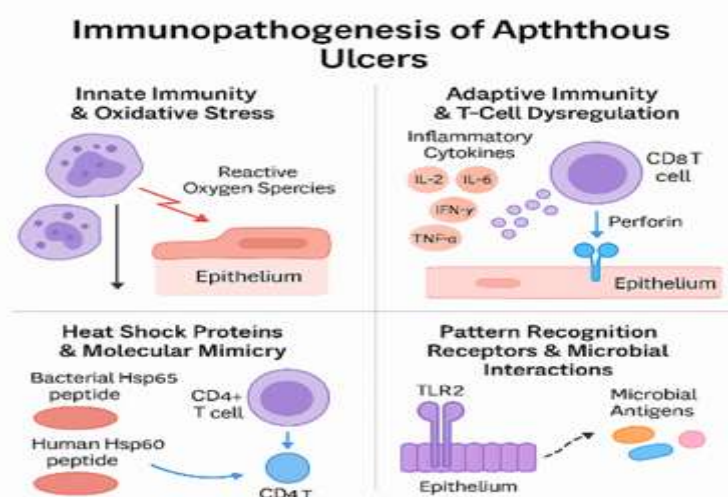 Immunopathogenesis of Apththous
Ulcers
Innate Immunity
& Oxidative Stress
Reactive
Oxygen Spercies
Epithelium
Adaptive Immunity
& T-Cell Dysregulation
Inflammatory
Cytokines
IL-2
IL-6
IFN-γ
TNF-α
CD8T
cell
Perforin
Epithelium
Heat Shock Proteins
& Molecular Mimicry
Bacterial Hsp65
peptide
Human Hsp60
peptide
CD4+
T cell
CD4T
Pattern Recognition
Receptors & Microbial
Interactions
TLR2
Microbial
Antigens
Epithelium